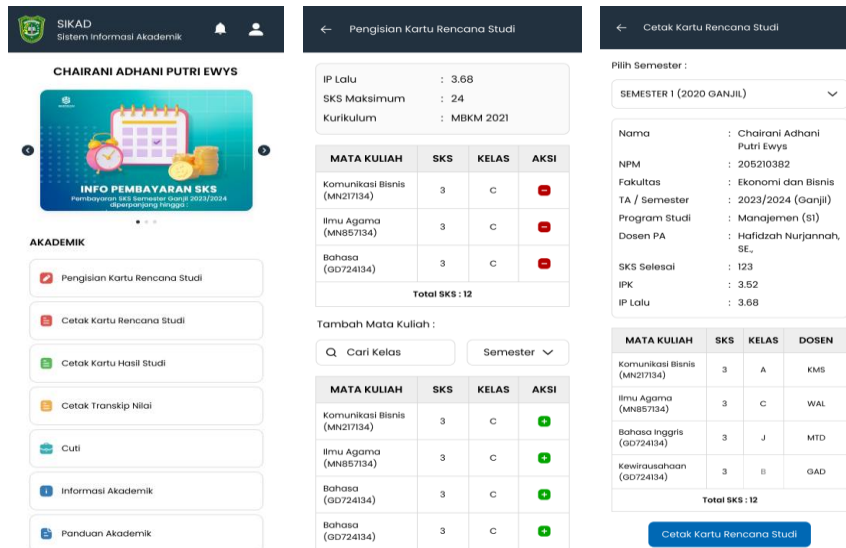 SIKAD
Sistem Informasi Akademik
CHAIRANI ADHANI PUTRI EWYS
INFO PEMBAYARAN SKS
Pembayaran SKS Semester Ganjil 2023/2024
diperpanjang hingga :
AKADEMIK
Pengisian Kartu Rencana Studi
Cetak Kartu Rencana Studi
Cetak Kartu Hasil Studi
Cetak Transkip Nilai
Cuti
Informasi Akademik
Panduan Akademik
Pengisian Kartu Rencana Studi
IP Lalu : 3.68
SKS Maksimum : 24
Kurikulum : MBKM 2021
MATA KULIAH SKS KELAS AKSI
Komunikasi Bisnis
(MN217134) 3 C
Ilmu Agama
(MN857134) 3 C
Bahasa
(GD724134) 3 C
Total SKS : 12
Tambah Mata Kuliah :
Cari Kelas
Semester
MATA KULIAH SKS KELAS AKSI
Komunikasi Bisnis
(MN217134) 3 C
Ilmu Agama
(MN857134) 3 C
Bahasa
(GD724134) 3 C
Bahasa
(GD724134) 3 C
Cetak Kartu Rencana Studi
Pilih Semester :
SEMESTER 1 (2020 GANJIL)
Nama : Chairani Adhani
Putri Ewys
NPM : 205210382
Fakultas : Ekonomi dan Bisnis
TA / Semester : 2023/2024 (Ganjil)
Program Studi : Manajemen (S1)
Dosen PA : Hafidzah Nurjannah,
SE.,
SKS Selesai : 123
IPK : 3.52
IP Lalu : 3.68
MATA KULIAH SKS KELAS DOSEN
Komunikasi Bisnis
(MN217134) 3 A KMS
Ilmu Agama
(MN857134) 3 C WAL
Bahasa Inggris
(GD724134) 3 J MTD
Kewirausahaan
(GD724134) 3 B GAD
Total SKS : 12
Cetak Kartu Rencana Studi